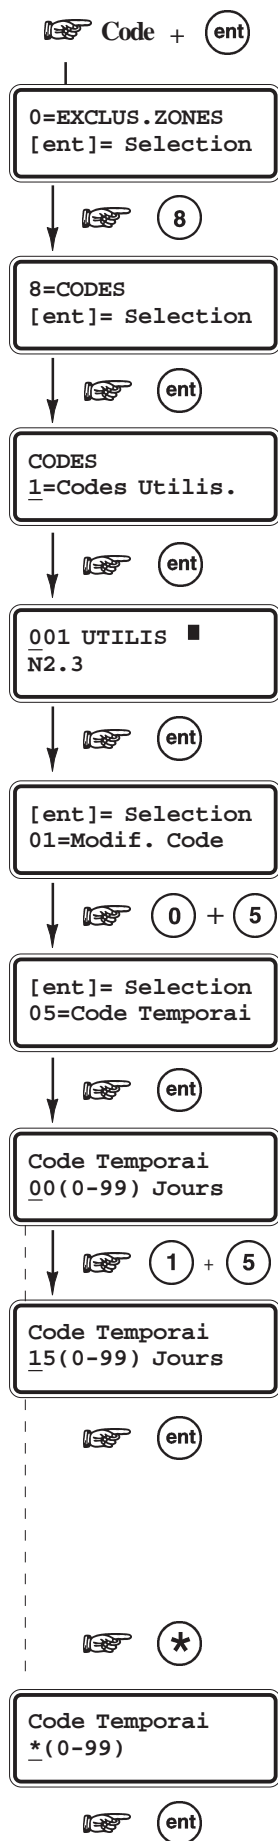 Code + ent
0=EXCLUS.ZONES
[ent]= Selection
8
8=CODES
[ent]= Selection
ent
CODES
1=Codes Utilis.
ent
001 UTILIS ■
N2.3
ent
[ent]= Selection
01=Modif. Code
0 + 5
[ent]= Selection
05=Code Temporai
ent
Code Temporai
00(0-99) Jours
1 + 5
Code Temporai
15(0-99) Jours
ent
*
Code Temporai
*(0-99)
ent